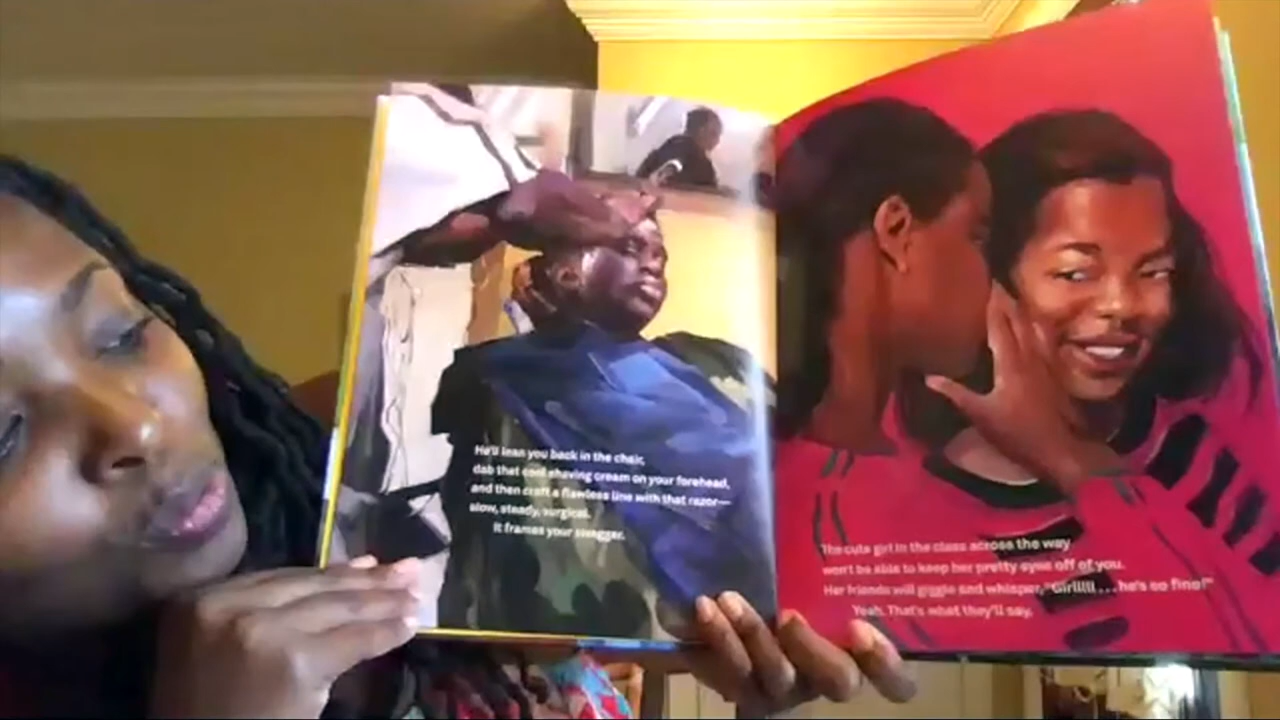 He'll lean you back in the chair,
dab that cool shaving cream on your forehead,
and then craft a flawless line with that razor—
slow, steady, surgical.
It frames your swagger.
The cute girl in the class across the way
won't be able to keep her pretty eyes off of you.
Her friends will giggle and whisper, "Girlllll . . . he's so fine!"
Yeah. That's what they'll say.